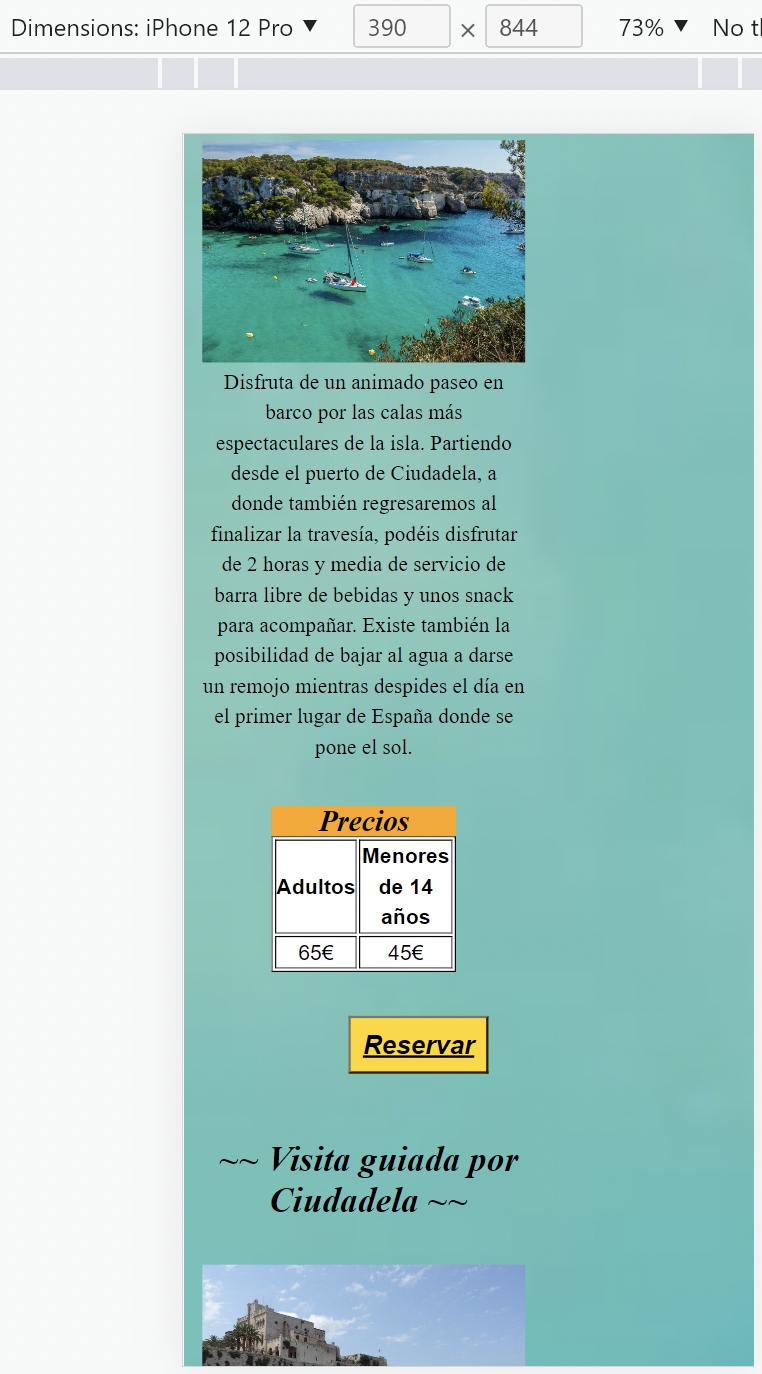 Dimensions: iPhone 12 Pro ▼ 390 × 844 73% ▼ No th
Disfruta de un animado paseo en
barco por las calas más
espectaculares de la isla. Partiendo
desde el puerto de Ciudadela, a
donde también regresaremos al
finalizar la travesía, podéis disfrutar
de 2 horas y media de servicio de
barra libre de bebidas y unos snack
para acompañar. Existe también la
posibilidad de bajar al agua a darse
un remojo mientras despides el día en
el primer lugar de España donde se
pone el sol.
Precios
Adultos Menores
de 14
años
65€ 45€
Reservar
~~ Visita guiada por
Ciudadela ~~